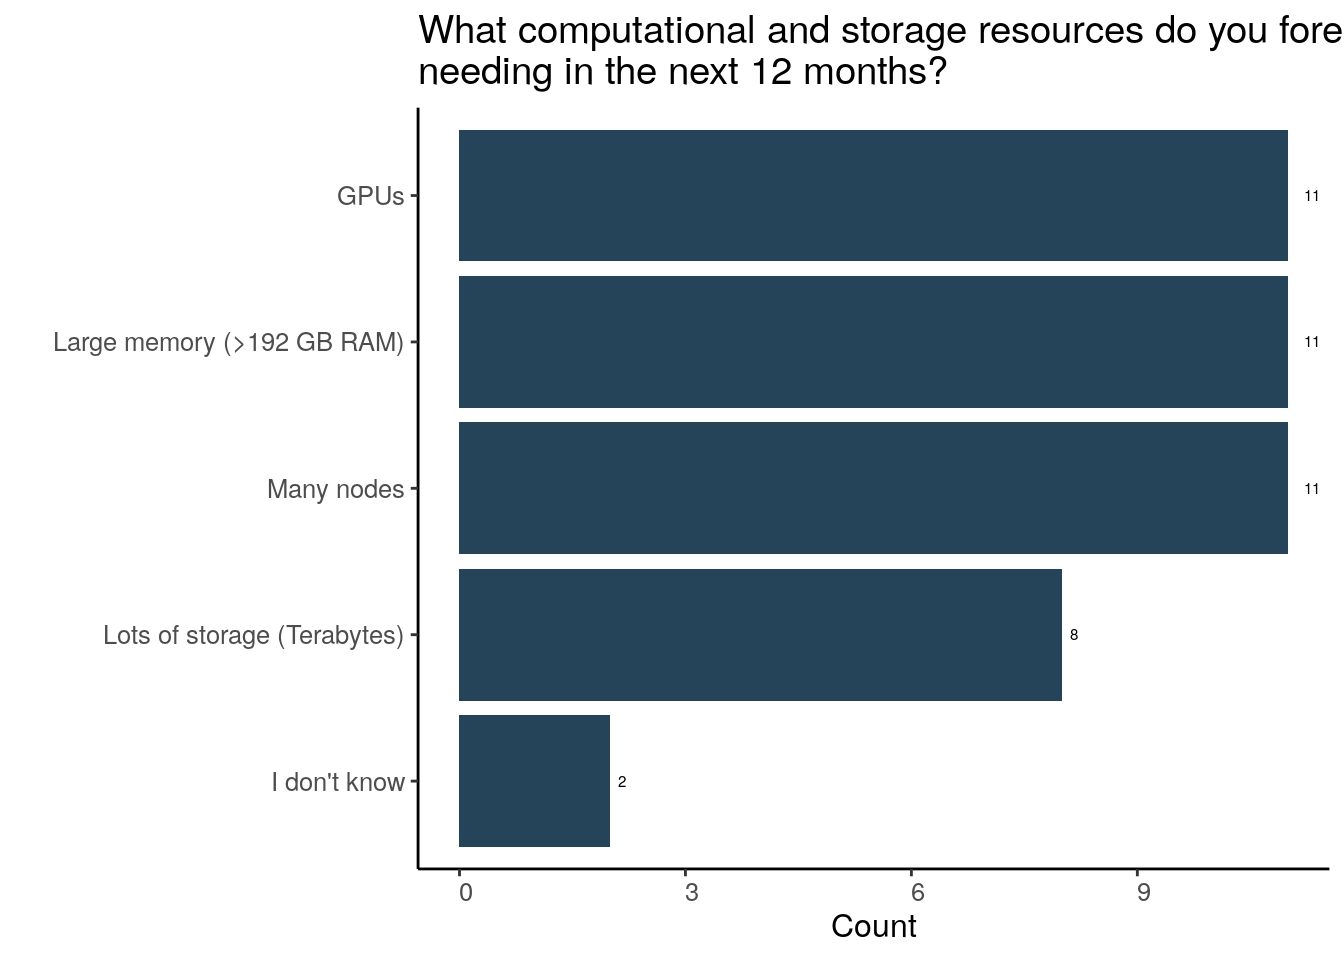 What computational and storage resources do you fore
needing in the next 12 months?
GPUs
11
Large memory (>192 GB RAM)
11
Many nodes
11
Lots of storage (Terabytes)
8
I don't know
2
0 3 6 9
Count